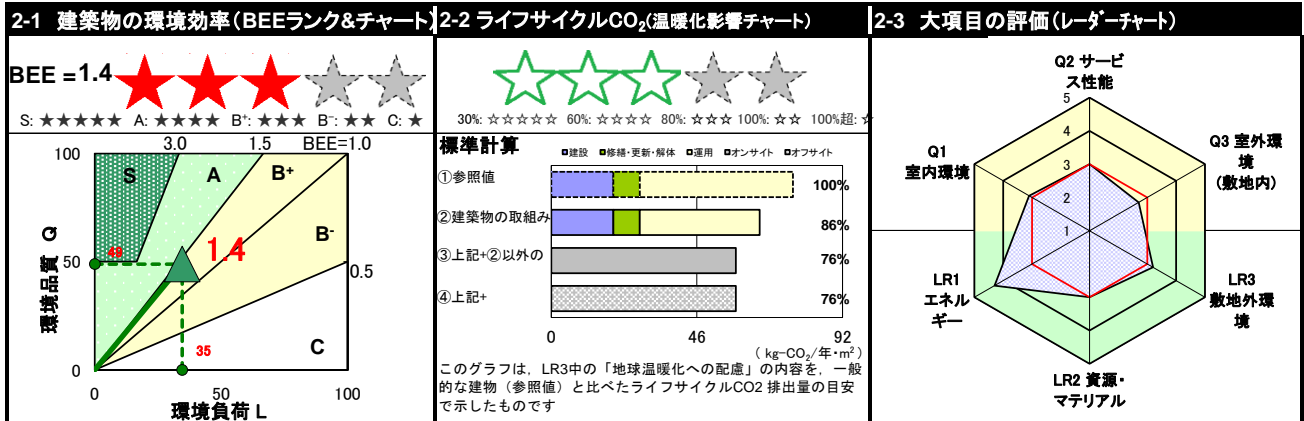 2-1 建築物の環境効率(BEEランク&チャート)
BEE =1.4
S: ★★★★★ A: ★★★★ B+: ★★★ B-: ★★ C: ★
3.0 1.5 BEE=1.0
100
S
A
B+
B-
1.4
49
50
0.5
35
C
0
0 50 100
環境品質 Q
環境負荷 L
2-2 ライフサイクルCO2(温暖化影響チャート)
30%: ☆☆☆☆☆ 60%: ☆☆☆☆ 80%: ☆☆☆ 100%: ☆☆ 100%超: ☆
標準計算
■建設 ■修繕・更新・解体 ■運用 ■オンサイト ■オフサイト
①参照値 100%
②建築物の取組み 86%
③上記+②以外の 76%
④上記+ 76%
0 46 92
( kg-CO2/年・m2 )
このグラフは、LR3中の「地球温暖化への配慮」の内容を、一般
的な建物(参照値)と比べたライフサイクルCO2 排出量の目安
で示したものです
2-3 大項目の評価(レーダーチャート)
Q2 サービ
ス性能
5
4
3
2
1
Q1
室内環境
Q3 室外環
境
(敷地内)
LR1
エネル
ギー
LR3
敷地外環
境
LR2 資源・
マテリアル